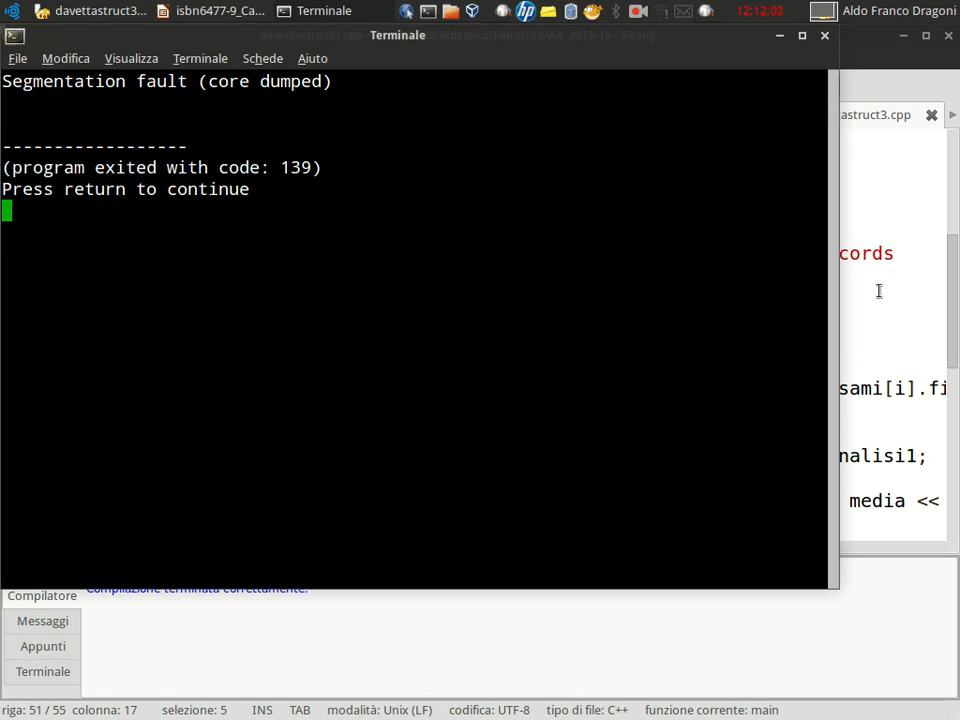 davettastruct3...
isbn6477-9_Ca...
Terminale
12:12:03
Aldo Franco Dragoni
Terminale
File Modifica Visualizza Terminale Schede Aiuto
Segmentation fault (core dumped)
------------------
(program exited with code: 139)
Press return to continue
astruct3.cpp
cords
sami[i].fi
nalisi1;
media <<
Compilazione terminata correttamente.
Compilatore
Messaggi
Appunti
Terminale
riga: 51 / 55 colonna: 17 selezione: 5 INS TAB modalità: Unix (LF) codifica: UTF-8 tipo di file: C++ funzione corrente: main